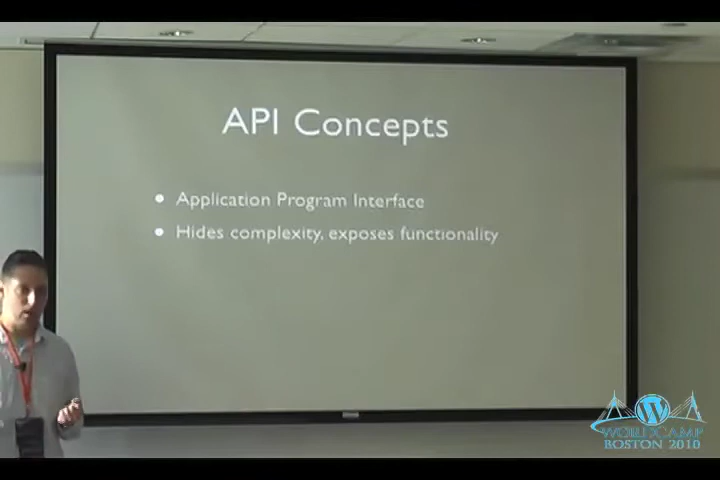 API Concepts
Application Program Interface
Hides complexity, exposes functionality
WORDCAMP
BOSTON 2010